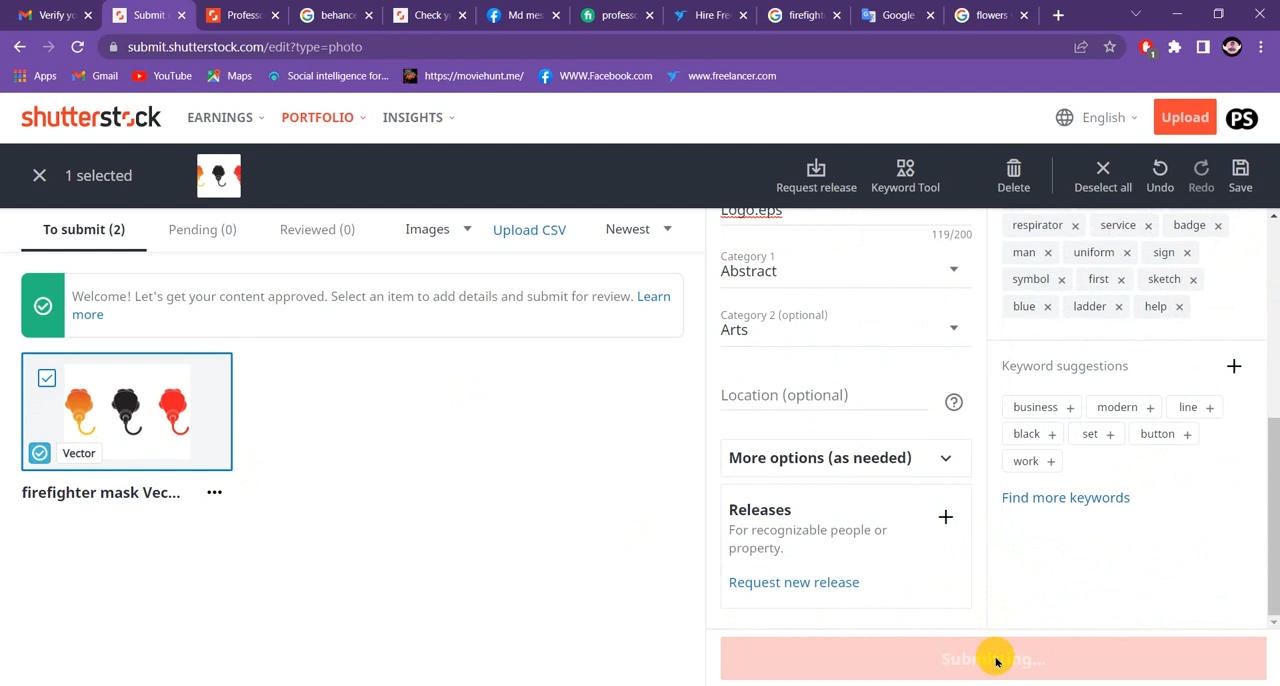 Verify yo
Submit
Professo
behance
Check y
Md me
profess
Hire Fre
firefight
Google
flowers
submit.shutterstock.com/edit?type=photo
1
Apps
Gmail
YouTube
Maps
Social intelligence for...
https://moviehunt.me/
WWW.Facebook.com
www.freelancer.com
shutterstock
EARNINGS
PORTFOLIO
INSIGHTS
English
Upload
PS
1 selected
Request release
Keyword Tool
Delete
Deselect all
Undo
Redo
Save
To submit (2)
Pending (0)
Reviewed (0)
Images
Upload CSV
Newest
Welcome! Let's get your content approved. Select an item to add details and submit for review. Learn
more
Vector
firefighter mask Vec...
Logo.eps
119/200
Category 1
Abstract
Category 2 (optional)
Arts
Location (optional)
More options (as needed)
Releases
For recognizable people or
property.
Request new release
respirator service badge
man uniform sign
symbol first sketch
blue ladder help
Keyword suggestions
business modern line
black set button
work
Find more keywords
Submitting...